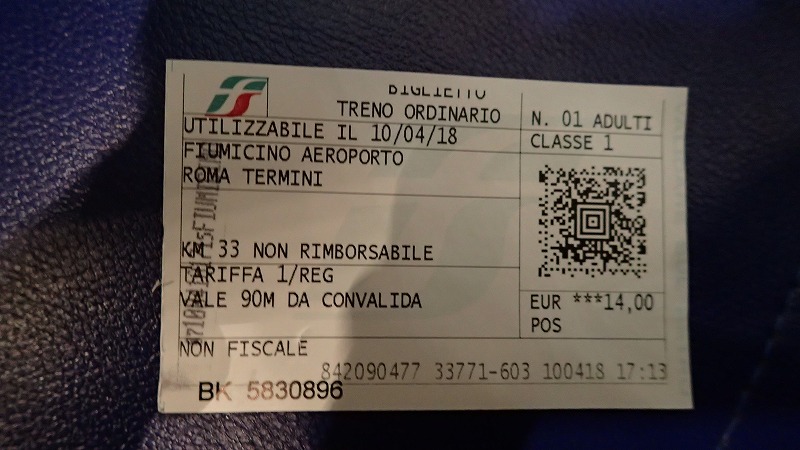 BIGLIETTO
TRENO ORDINARIO
N. 01 ADULTI
UTILIZZABILE IL 10/04/18
CLASSE 1
FIUMICINO AEROPORTO
ROMA TERMINI
KM 33 NON RIMBORSABILE
TARIFFA 1/REG
VALE 90M DA CONVALIDA
EUR ***14,00
POS
NON FISCALE
842090477 33771-603 100418 17:13
BK 5830896